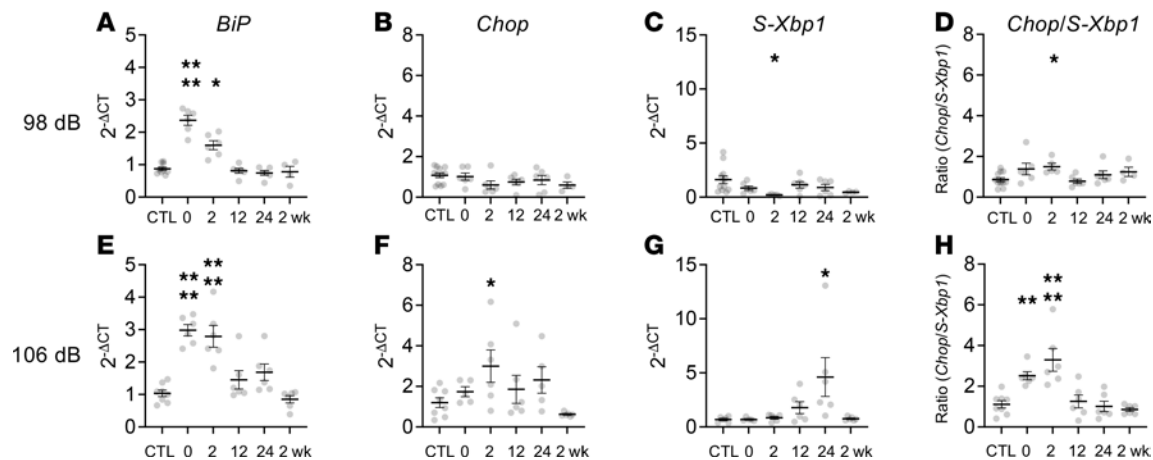 A BiP
B Chop
C S-Xbp1
D Chop/S-Xbp1
98 dB
2-ΔCT
5
4
3
2
1
0
**
**
*
CTL 0 2 12 24 2 wk
2-ΔCT
8
6
4
2
0
CTL 0 2 12 24 2 wk
2-ΔCT
15
10
5
0
*
CTL 0 2 12 24 2 wk
Ratio (Chop/S-Xbp1)
8
6
4
2
0
*
CTL 0 2 12 24 2 wk
E
F
G
H
106 dB
2-ΔCT
5
4
3
2
1
0
**
**
**
**
CTL 0 2 12 24 2 wk
2-ΔCT
8
6
4
2
0
*
CTL 0 2 12 24 2 wk
2-ΔCT
15
10
5
0
*
CTL 0 2 12 24 2 wk
Ratio (Chop/S-Xbp1)
8
6
4
2
0
**
**
**
CTL 0 2 12 24 2 wk